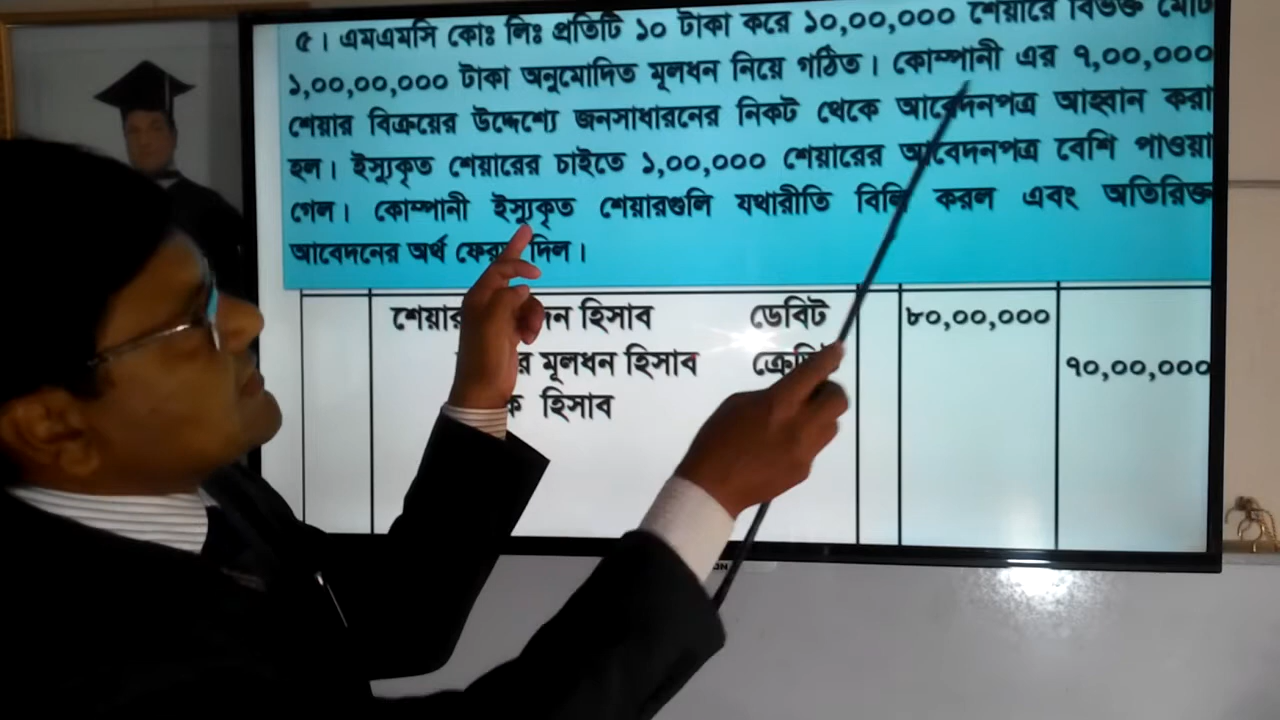 ৫। এমএমসি কোঃ লিঃ প্রতিটি ১০ টাকা করে ১০,০০,০০০ শেয়ারে বিভক্ত মোট
১,০০,০০,০০০ টাকা অনুমোদিত মূলধন নিয়ে গঠিত। কোম্পানী এর ৭,০০,০০০
শেয়ার বিক্রয়ের উদ্দেশ্যে জনসাধারনের নিকট থেকে আবেদনপত্র আহবান করা
হল। ইস্যুকৃত শেয়ারের চাইতে ১,০০,০০০ শেয়ারের আবেদনপত্র বেশি পাওয়া
গেল। কোম্পানী ইস্যুকৃত শেয়ারগুলি যথারীতি বিলি করল এবং অতিরিক্ত
আবেদনের অর্থ ফেরত দিল।
শেয়ার হিসাব ডেবিট ৮০,০০,০০০
মূলধন হিসাব ৭০,০০,০০০
হিসাব